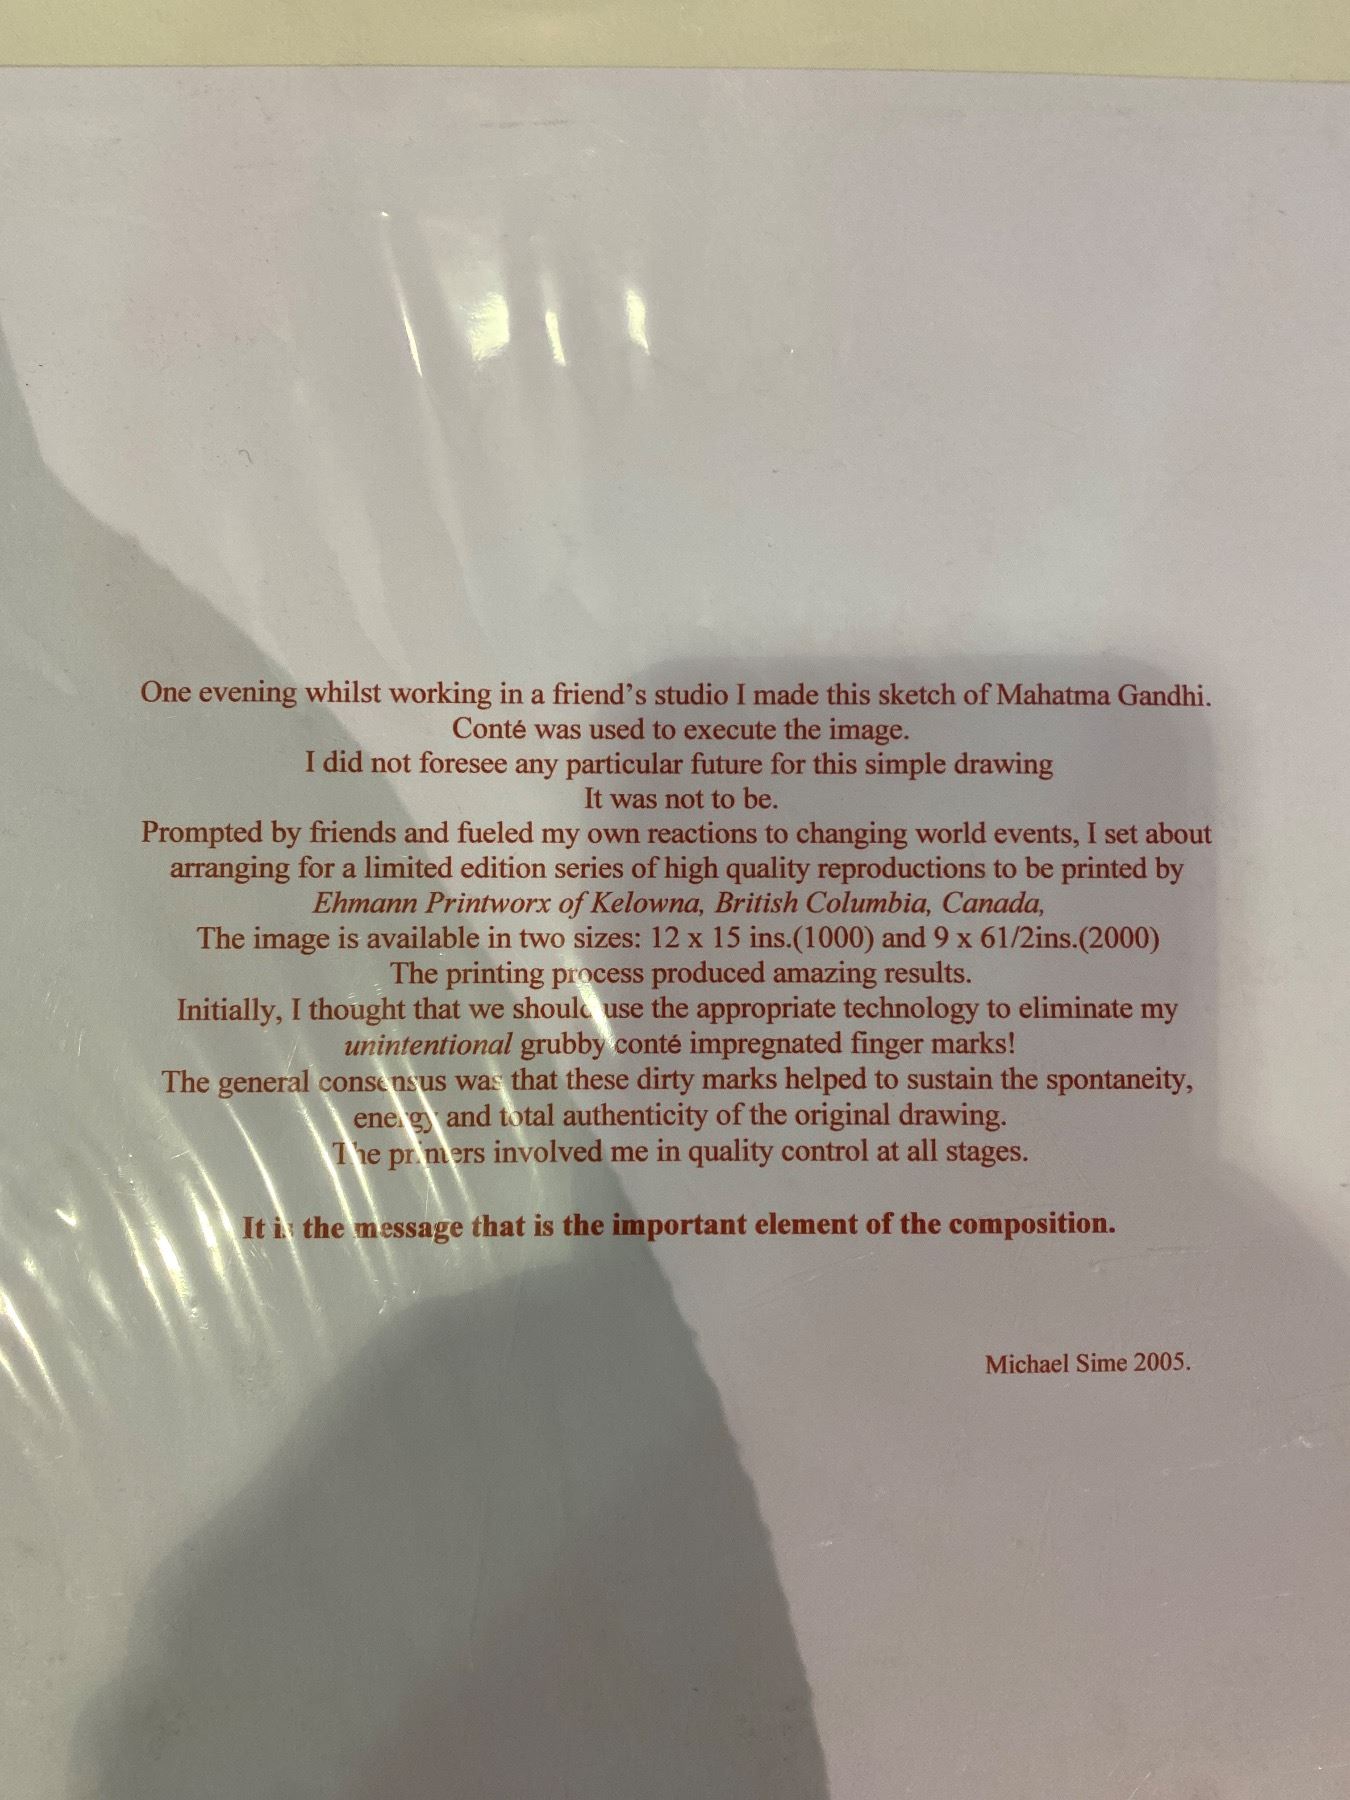 One evening whilst working in a friend's studio I made this sketch of Mahatma Gandhi.
Conté was used to execute the image.
I did not foresee any particular future for this simple drawing
It was not to be.
Prompted by friends and fueled my own reactions to changing world events, I set about
arranging for a limited edition series of high quality reproductions to be printed by
Ehmann Printworx of Kelowna, British Columbia, Canada,
The image is available in two sizes: 12 x 15 ins.(1000) and 9 x 61/2ins.(2000)
The printing process produced amazing results.
Initially, I thought that we should use the appropriate technology to eliminate my
unintentional grubby conté impregnated finger marks!
The general consensus was that these dirty marks helped to sustain the spontaneity,
energy and total authenticity of the original drawing.
The printers involved me in quality control at all stages.
It is the message that is the important element of the composition.
Michael Sime 2005.